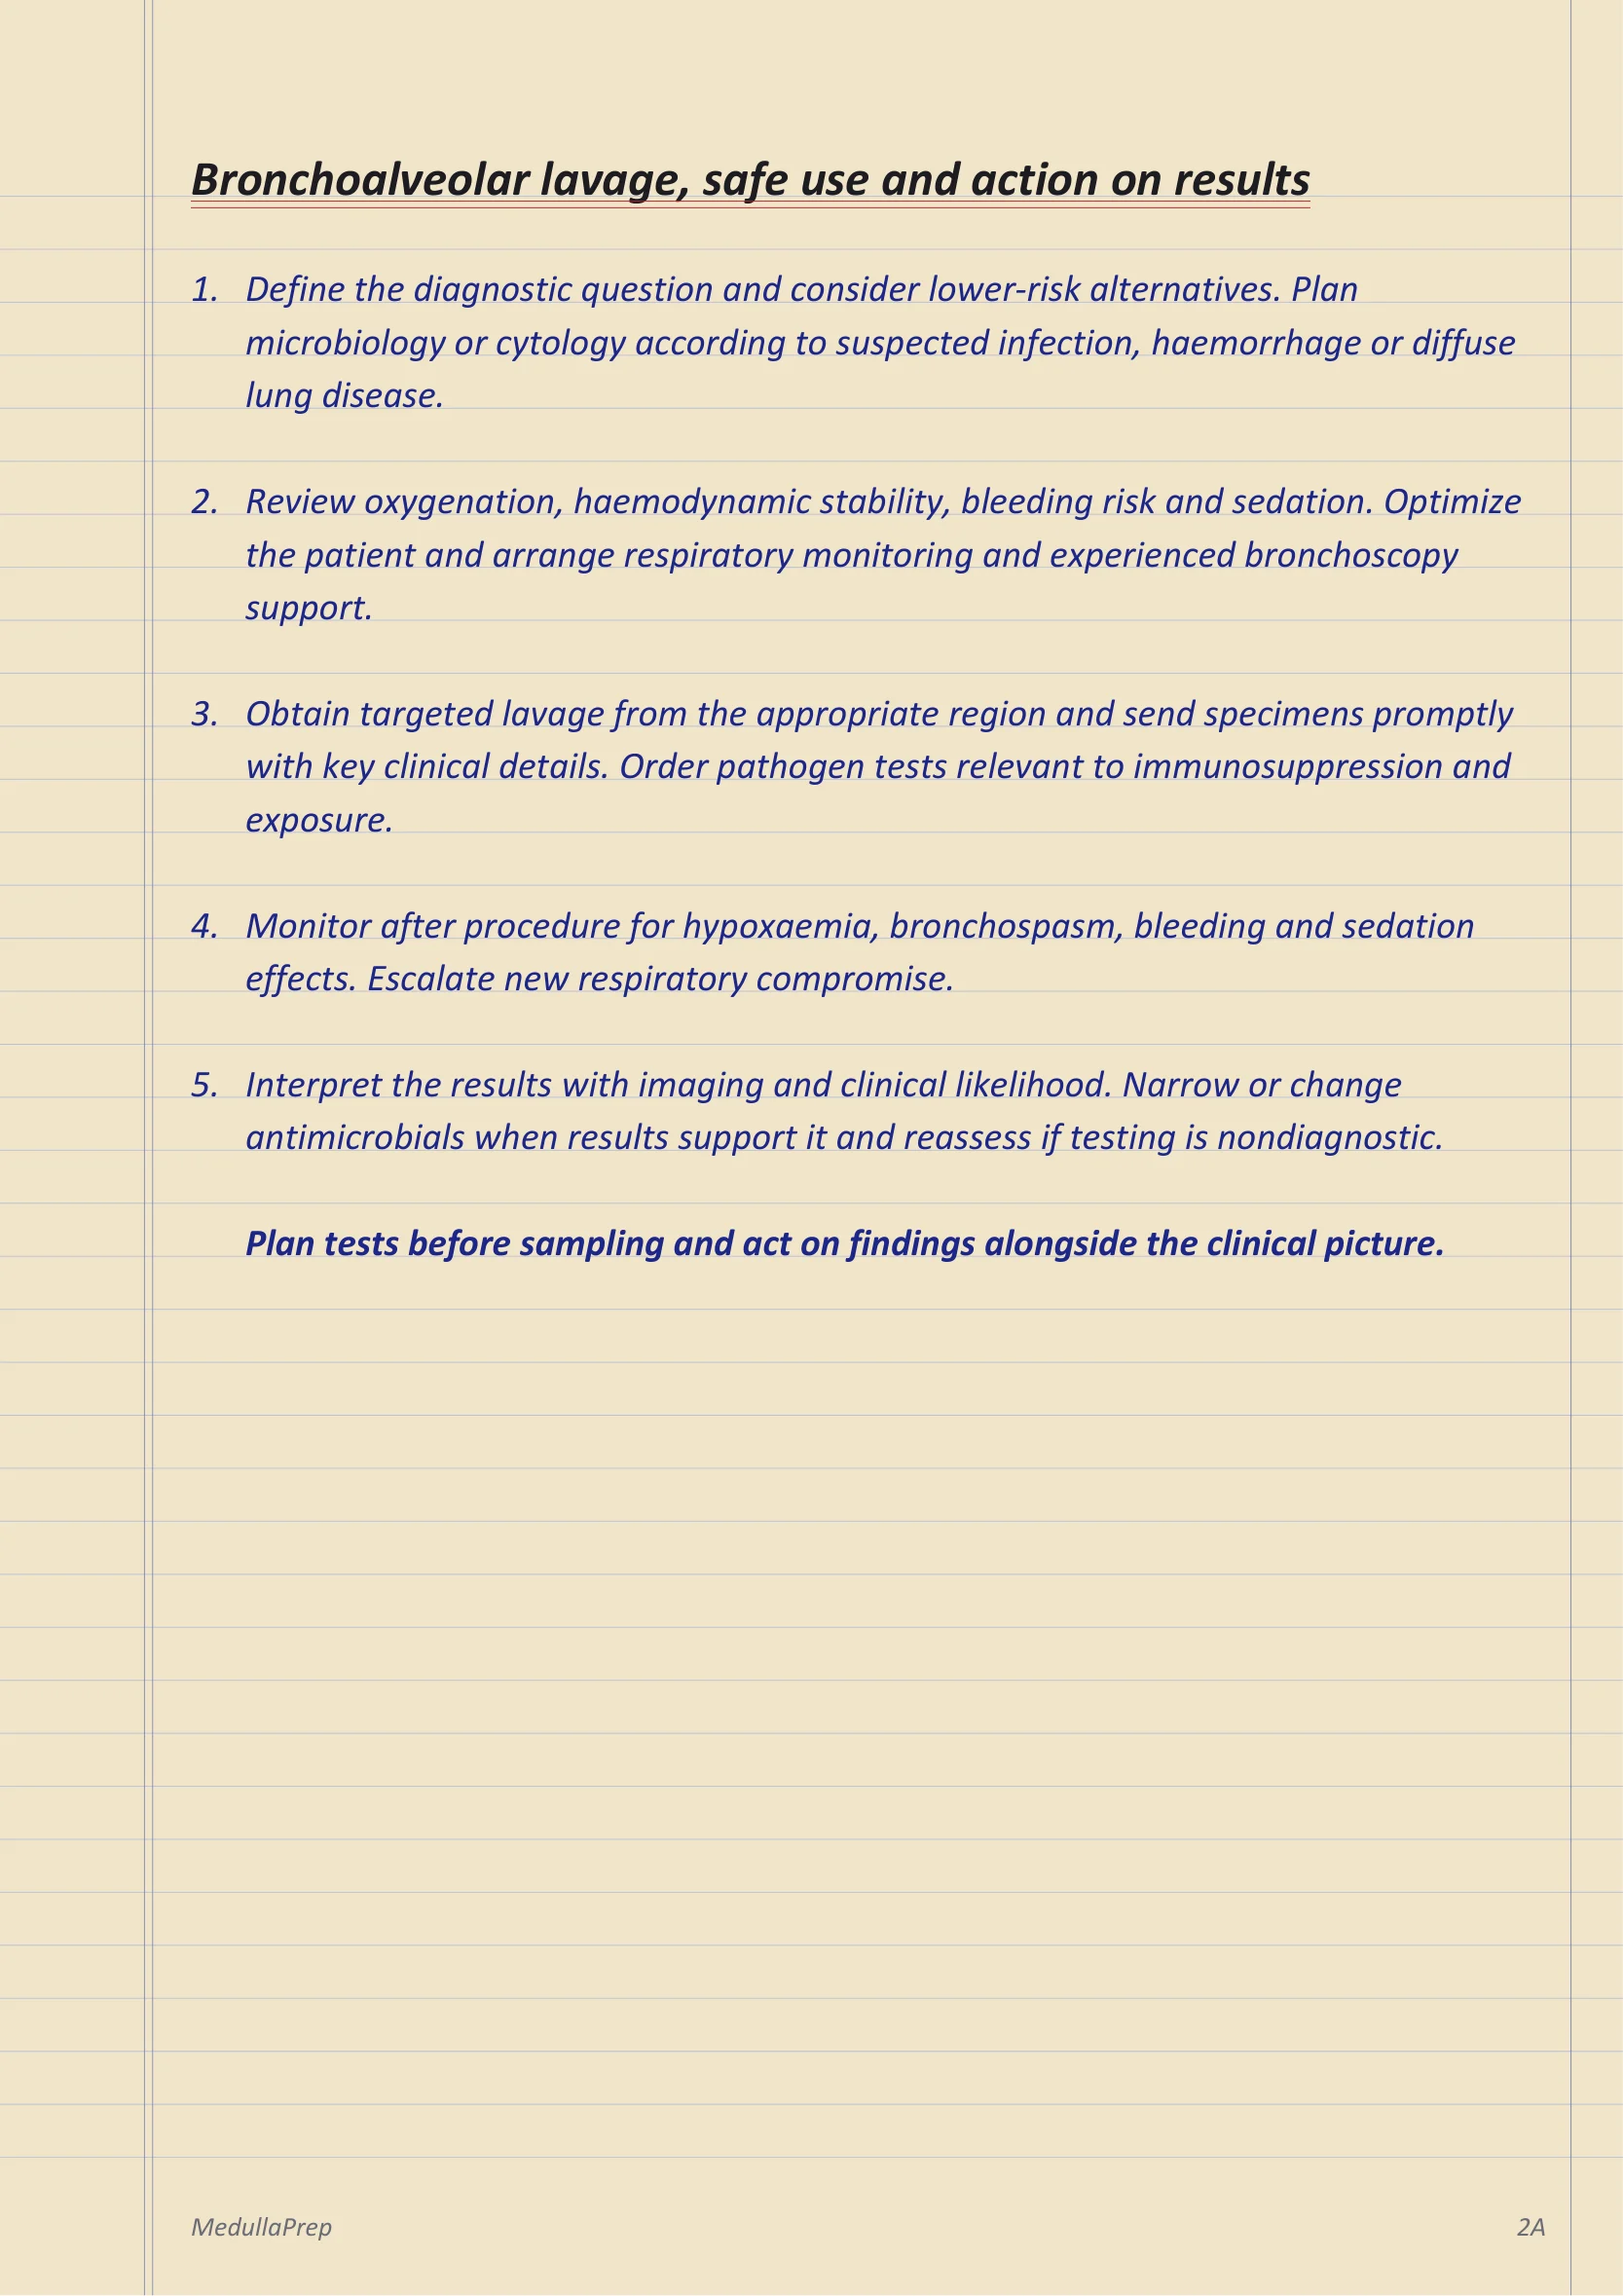 Bronchoalveolar lavage, safe use and action on results
1. Define the diagnostic question and consider lower-risk alternatives. Plan
microbiology or cytology according to suspected infection, haemorrhage or diffuse
lung disease.
2. Review oxygenation, haemodynamic stability, bleeding risk and sedation. Optimize
the patient and arrange respiratory monitoring and experienced bronchoscopy
support.
3. Obtain targeted lavage from the appropriate region and send specimens promptly
with key clinical details. Order pathogen tests relevant to immunosuppression and
exposure.
4. Monitor after procedure for hypoxaemia, bronchospasm, bleeding and sedation
effects. Escalate new respiratory compromise.
5. Interpret the results with imaging and clinical likelihood. Narrow or change
antimicrobials when results support it and reassess if testing is nondiagnostic.
Plan tests before sampling and act on findings alongside the clinical picture.
MedullaPrep
2A